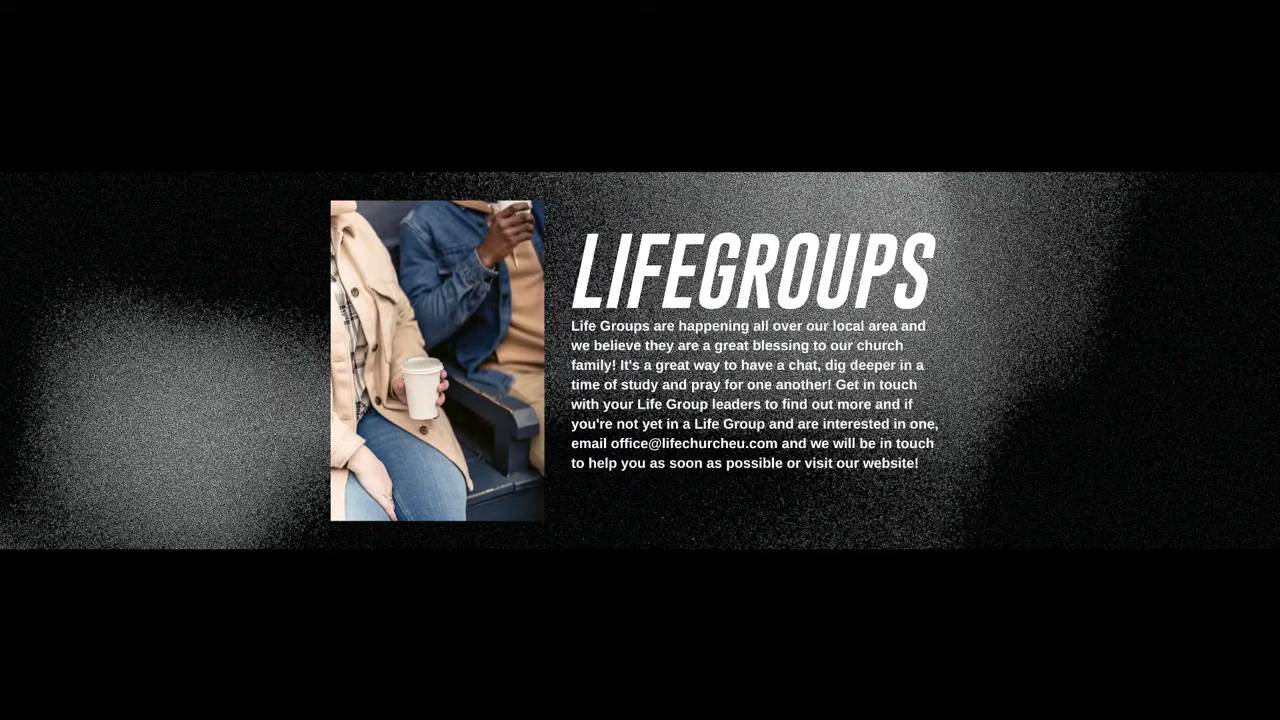 LIFEGROUPS
Life Groups are happening all over our local area and
we believe they are a great blessing to our church
family! It's a great way to have a chat, dig deeper in a
time of study and pray for one another! Get in touch
with your Life Group leaders to find out more and if
you're not yet in a Life Group and are interested in one,
email office@lifechurcheu.com and we will be in touch
to help you as soon as possible or visit our website!